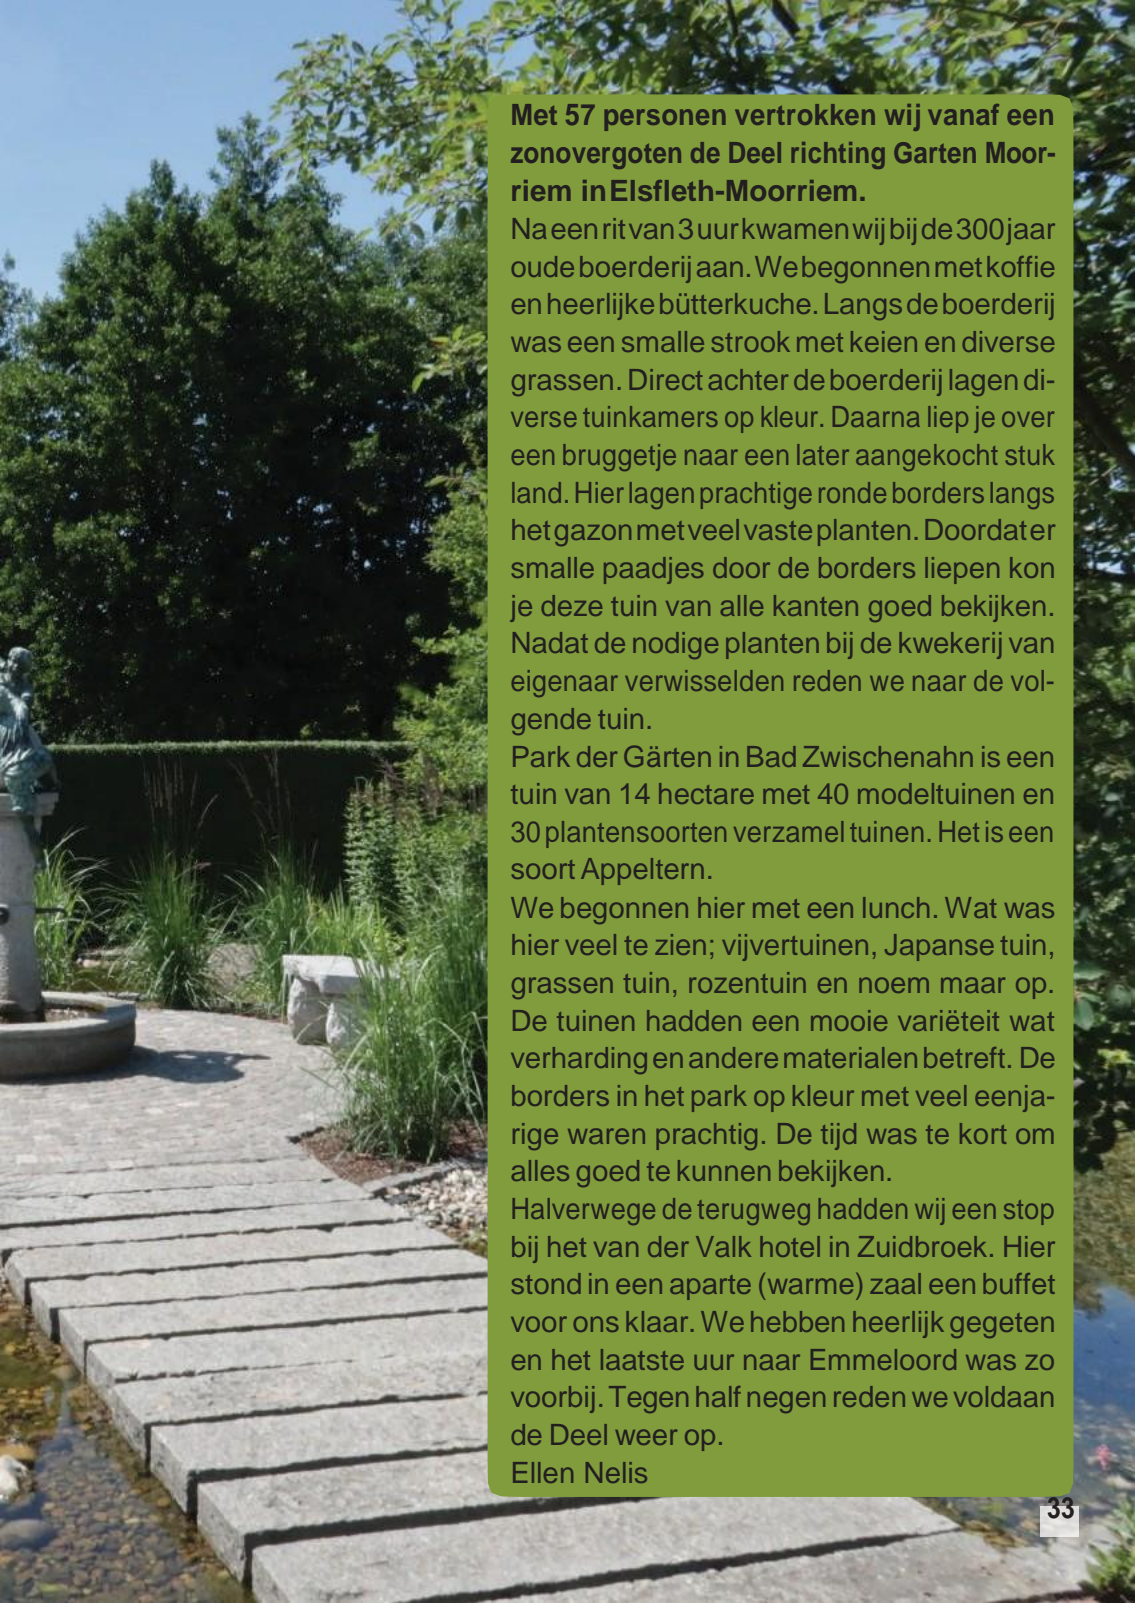 Met 57 personen vertrokken wij vanaf een
zonovergoten de Deel richting Garten Moor-
riem in Elsfleth-Moorriem.
Na een rit van 3 uur kwamen wij bij de 300 jaar
oude boerderij aan. We begonnen met koffie
en heerlijke bütterkuche. Langs de boerderij
was een smalle strook met keien en diverse
grassen. Direct achter de boerderij lagen di-
verse tuinkamers op kleur. Daarna liep je over
een bruggetje naar een later aangekocht stuk
land. Hier lagen prachtige ronde borders langs
het gazon met veel vaste planten. Doordat er
smalle paadjes door de borders liepen kon
je deze tuin van alle kanten goed bekijken.
Nadat de nodige planten bij de kwekerij van
eigenaar verwisselden reden we naar de vol-
gende tuin.
Park der Gärten in Bad Zwischenahn is een
tuin van 14 hectare met 40 modeltuinen en
30 plantensoorten verzamel tuinen. Het is een
soort Appeltern.
We begonnen hier met een lunch. Wat was
hier veel te zien; vijvertuinen, Japanse tuin,
grassen tuin, rozentuin en noem maar op.
De tuinen hadden een mooie variëteit wat
verharding en andere materialen betreft. De
borders in het park op kleur met veel eenja-
rige waren prachtig. De tijd was te kort om
alles goed te kunnen bekijken.
Halverwege de terugweg hadden wij een stop
bij het van der Valk hotel in Zuidbroek. Hier
stond in een aparte (warme) zaal een buffet
voor ons klaar. We hebben heerlijk gegeten
en het laatste uur naar Emmeloord was zo
voorbij. Tegen half negen reden we voldaan
de Deel weer op.
Ellen Nelis
33